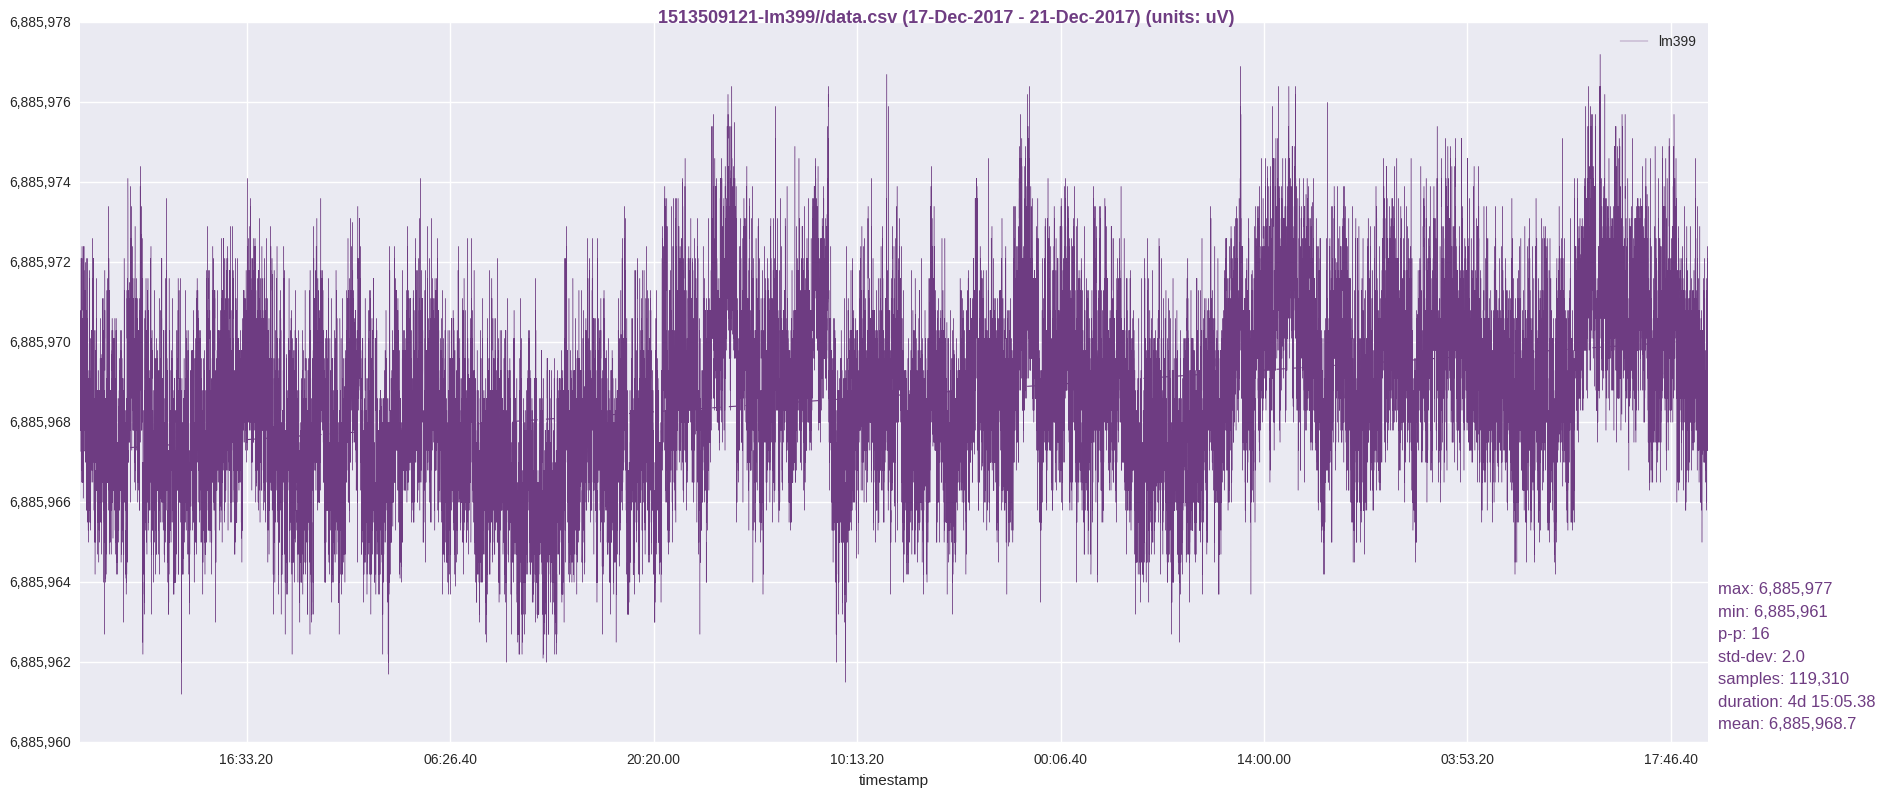 1513509121-lm399//data.csv (17-Dec-2017 - 21-Dec-2017) (units: uV)
lm399
6,885,978
6,885,976
6,885,974
6,885,972
6,885,970
6,885,968
6,885,966
6,885,964
6,885,962
6,885,960
max: 6,885,977
min: 6,885,961
p-p: 16
std-dev: 2.0
samples: 119,310
duration: 4d 15:05.38
mean: 6,885,968.7
16:33.20
06:26.40
20:20.00
10:13.20
00:06.40
14:00.00
03:53.20
17:46.40
timestamp